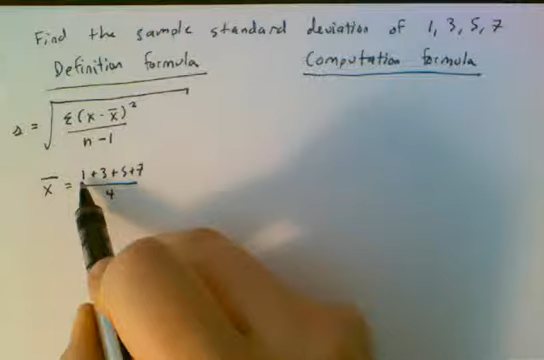 Find the sample standard deviation of 1, 3, 5, 7
Definition formula
Computation formula
s = √(Σ(x - x̄)² / (n - 1))
x̄ = (1 + 3 + 5 + 7) / 4